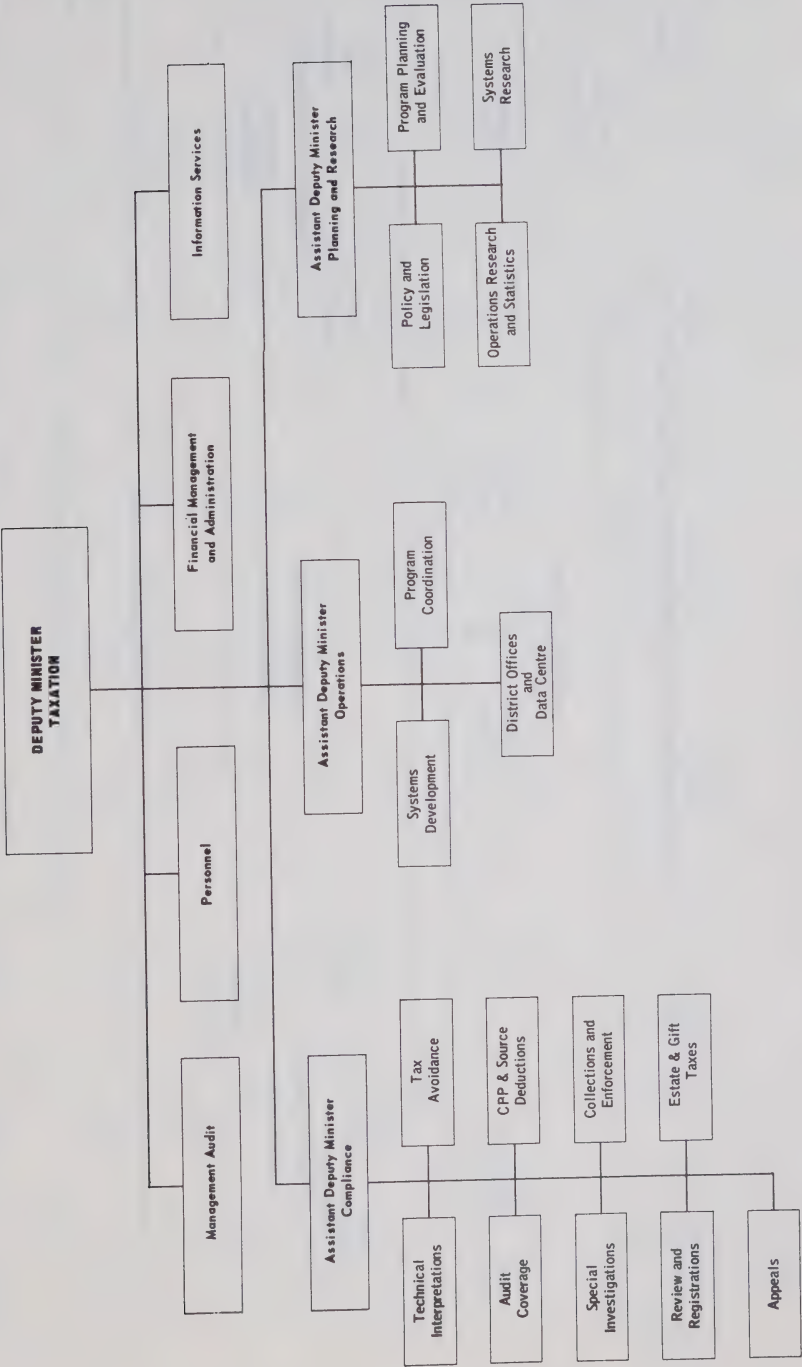 DEPUTY MINISTER
TAXATION
Management Audit
Personnel
Financial Management
and Administration
Information Services
Assistant Deputy Minister
Compliance
Assistant Deputy Minister
Operations
Assistant Deputy Minister
Planning and Research
Technical
Interpretations
Tax
Avoidance
Audit
Coverage
CPP & Source
Deductions
Special
Investigations
Collections and
Enforcement
Review and
Registrations
Estate & Gift
Taxes
Appeals
Systems
Development
Program
Coordination
District Offices
and
Data Centre
Policy and
Legislation
Program Planning
and Evaluation
Operations Research
and Statistics
Systems
Research